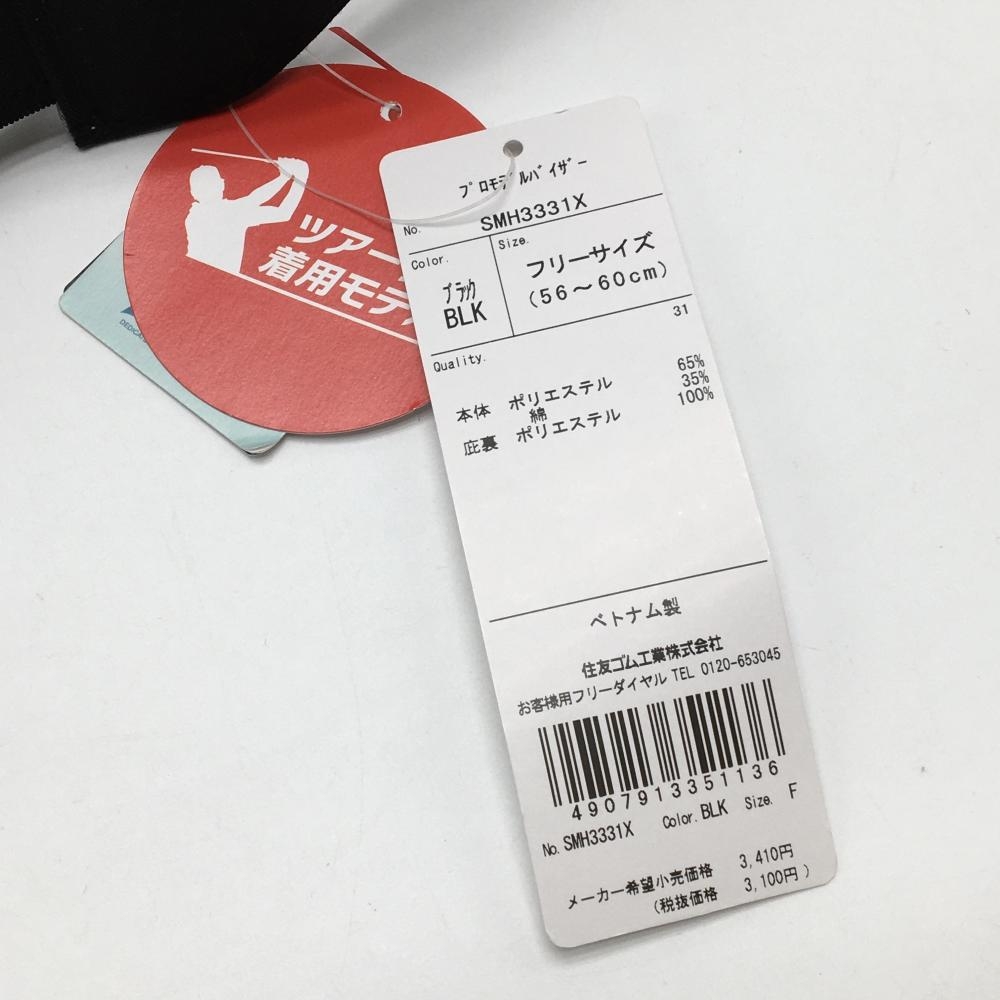 ツアー
着用モデ
DEDICA
プロモデルバイザー
No. SMH3331X
Color.
ブラック
BLK
Size.
フリーサイズ
(56～60cm)
31
Quality.
本体 ポリエステル 65%
綿 35%
庇裏 ポリエステル 100%
ベトナム製
住友ゴム工業株式会社
お客様用フリーダイヤル TEL 0120-653045
4907913351136
No. SMH3331X Color. BLK Size. F
メーカー希望小売価格 3,410円
(税抜価格 3,100円)